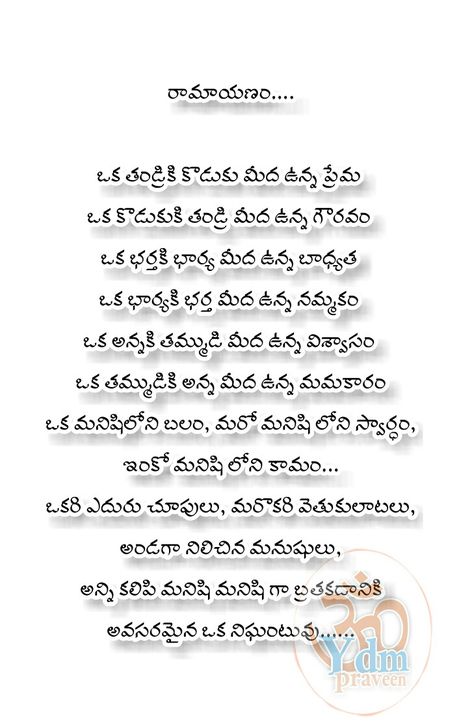 రామాయణం....
ఒక తండ్రికి కొడుకు మీద ఉన్న ప్రేమ
ఒక కొడుకుకి తండ్రి మీద ఉన్న గౌరవం
ఒక భర్తకి భార్య మీద ఉన్న బాధ్యత
ఒక భార్యకి భర్త మీద ఉన్న నమ్మకం
ఒక అన్నకి తమ్ముడి మీద ఉన్న విశ్వాసం
ఒక తమ్ముడికి అన్న మీద ఉన్న మమకారం
ఒక మనిషిలోని బలం, మరో మనిషి లోని స్వార్ధం,
ఇంకో మనిషి లోని కామం...
ఒకరి ఎదురు చూపులు, మరొకరి వెతుకులాటలు,
అండగా నిలిచిన మనుషులు,
అన్ని కలిపి మనిషి మనిషి గా బ్రతకడానికి
అవసరమైన ఒక నిఘంటువు......
ॐ
Ydm
praveen